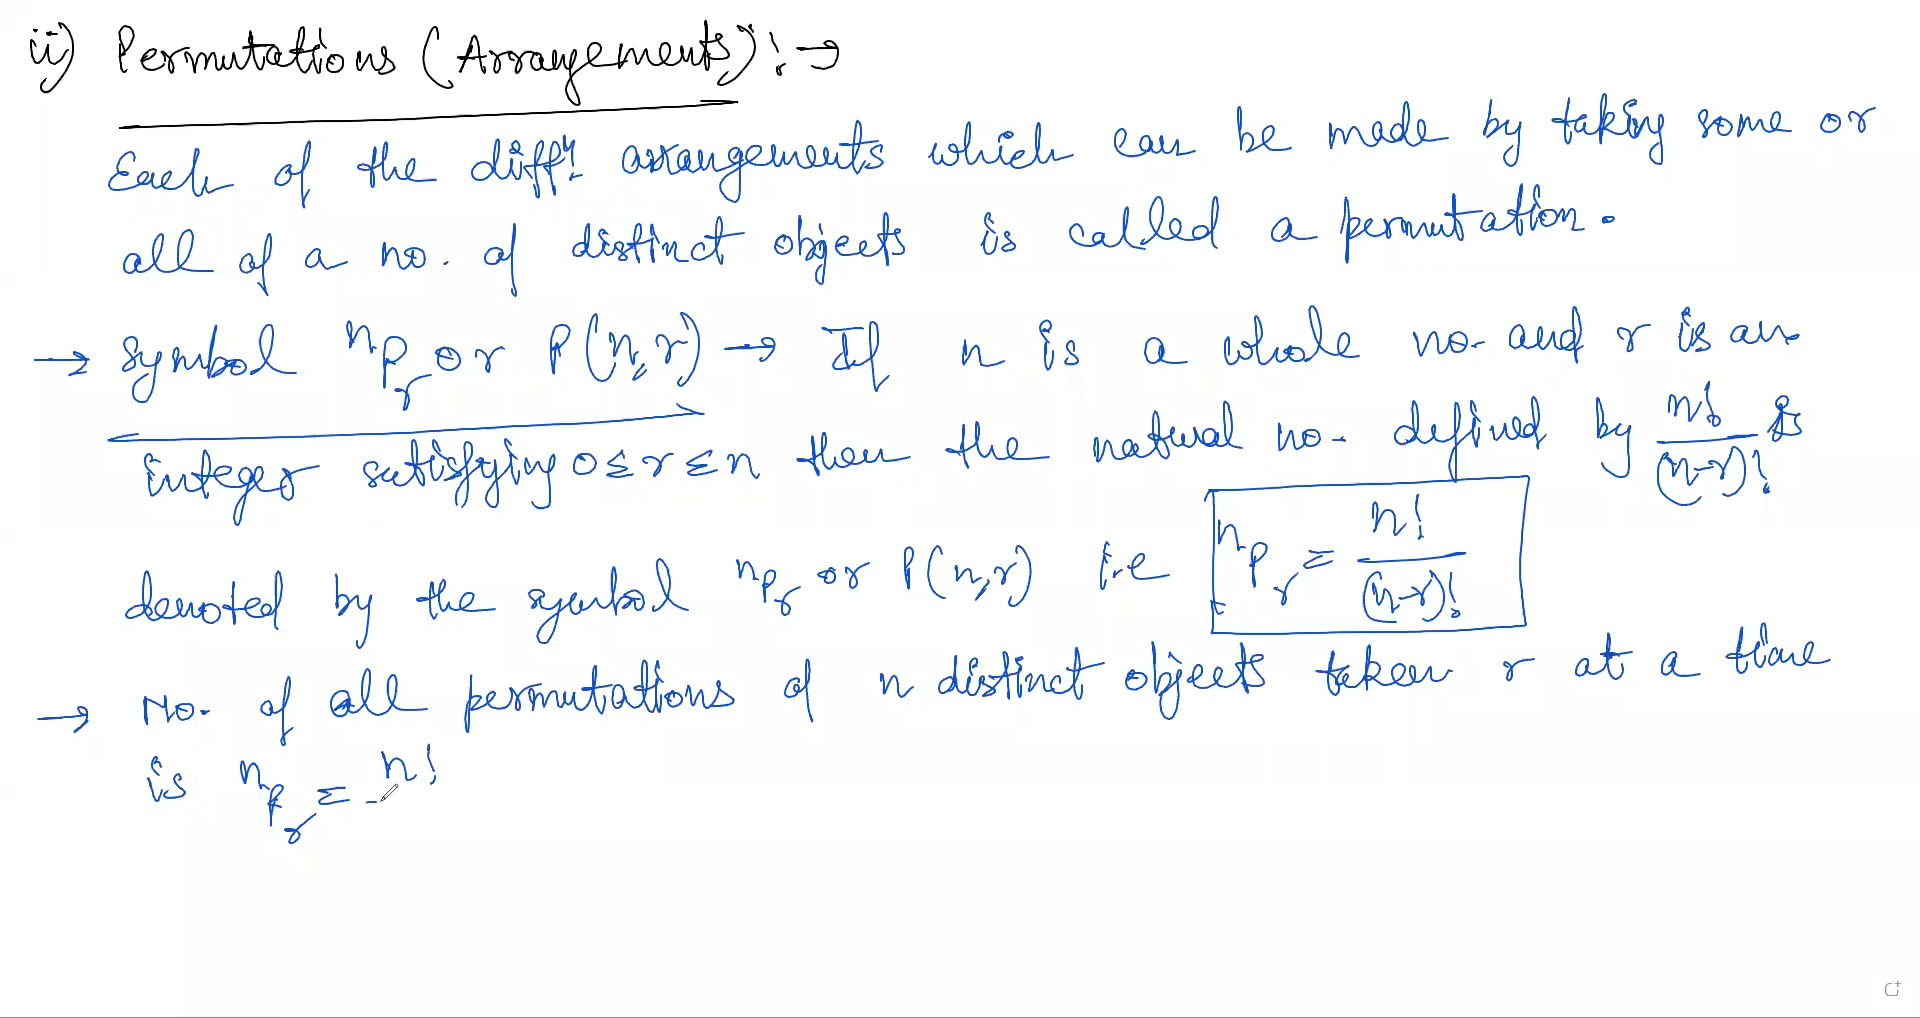 ii) Permutations (Arrangements) :→
Each of the diff. arrangements which can be made by taking some or
all of a no. of distinct objects is called a permutation.
→ Symbol ⁿPᵣ or P(n,r) → If n is a whole no. and r is an
integer satisfying 0≤r≤n then the natural no. defined by n!/(n-r)! is
denoted by the symbol ⁿPᵣ or P(n,r) i.e ⁿPᵣ = n!/(n-r)!
→ No. of all permutations of n distinct objects taken r at a time
is ⁿPᵣ = n!